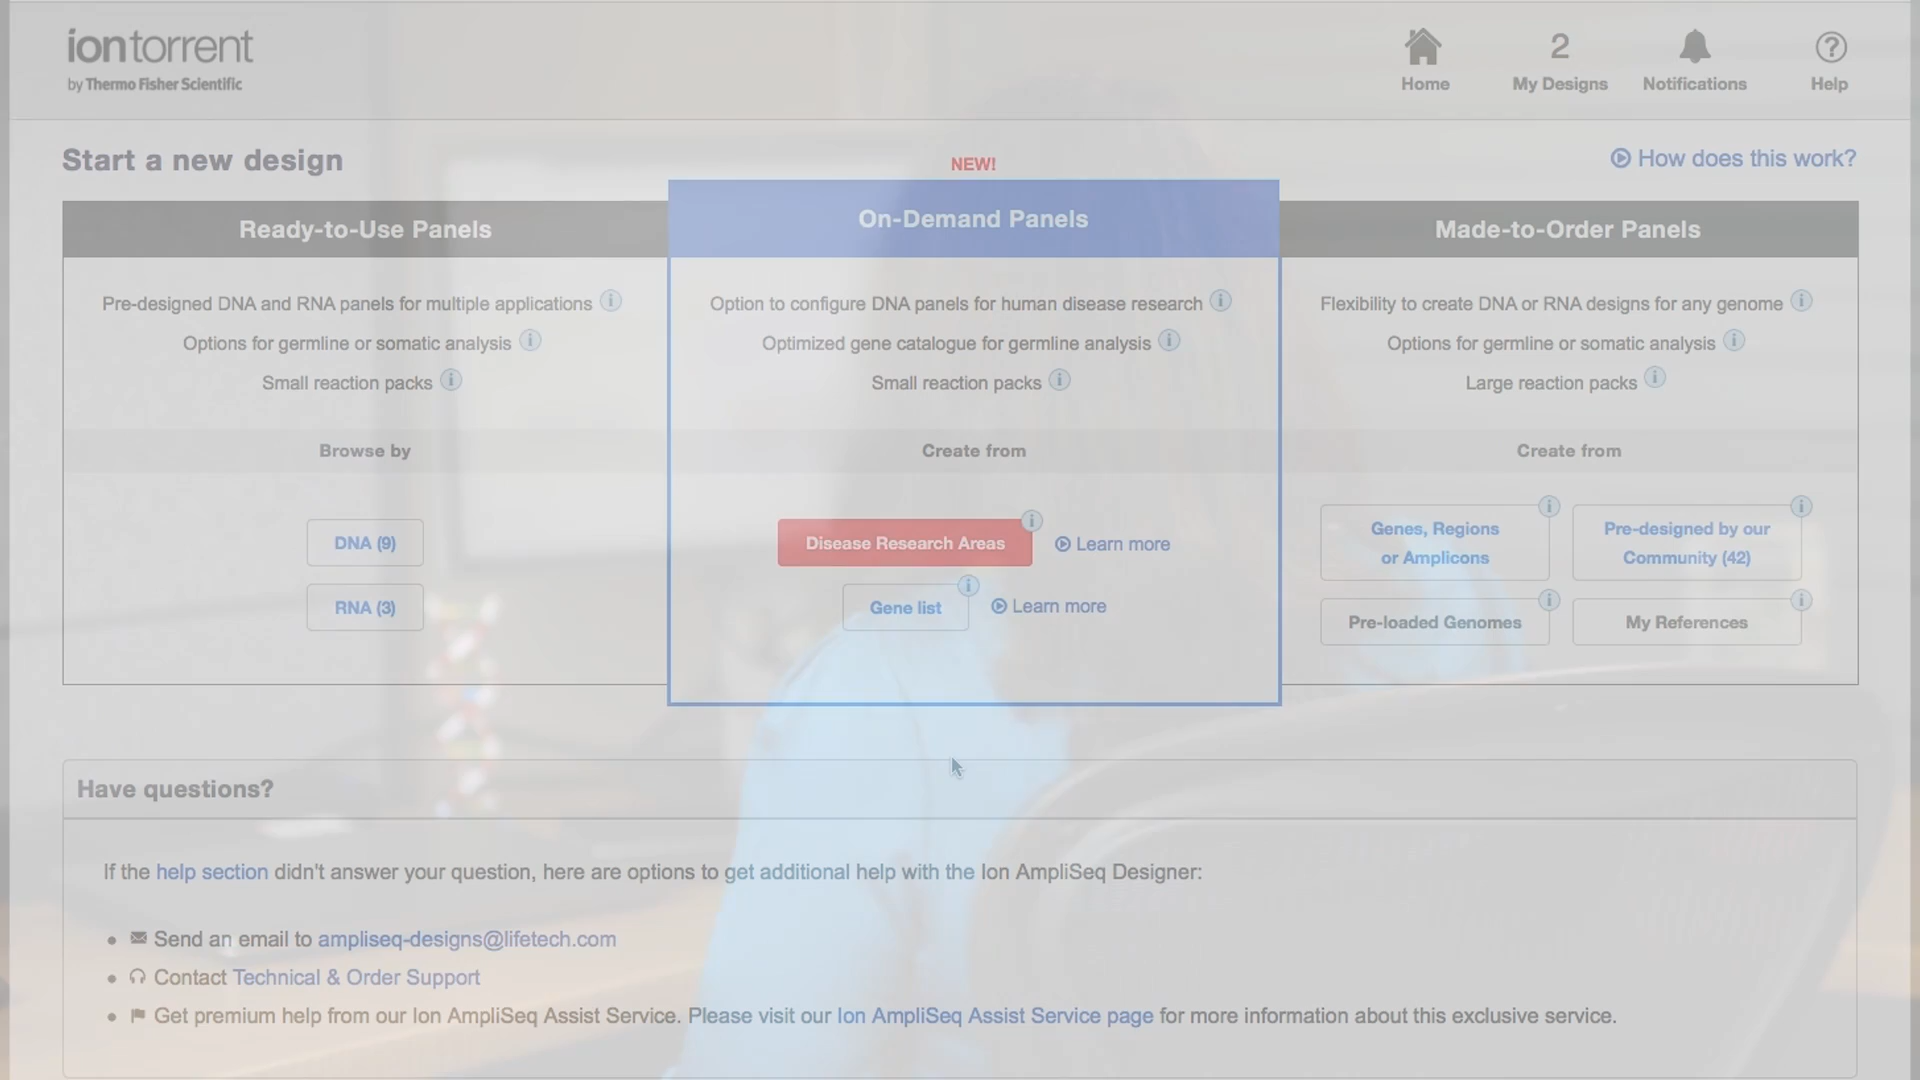 iontorrent
by Thermo Fisher Scientific
Home
2
My Designs
Notifications
?
Help
Start a new design
NEW!
How does this work?
Ready-to-Use Panels
Pre-designed DNA and RNA panels for multiple applications i
Options for germline or somatic analysis i
Small reaction packs i
Browse by
DNA (9)
RNA (3)
On-Demand Panels
Option to configure DNA panels for human disease research i
Optimized gene catalogue for germline analysis i
Small reaction packs i
Create from
Disease Research Areas i
Learn more
Gene list i
Learn more
Made-to-Order Panels
Flexibility to create DNA or RNA designs for any genome i
Options for germline or somatic analysis i
Large reaction packs i
Create from
Genes, Regions i
or Amplicons
Pre-designed by our i
Community (42)
Pre-loaded Genomes i
My References i
Have questions?
If the help section didn't answer your question, here are options to get additional help with the Ion AmpliSeq Designer:
Send an email to ampliseq-designs@lifetech.com
Contact Technical & Order Support
Get premium help from our Ion AmpliSeq Assist Service. Please visit our Ion AmpliSeq Assist Service page for more information about this exclusive service.